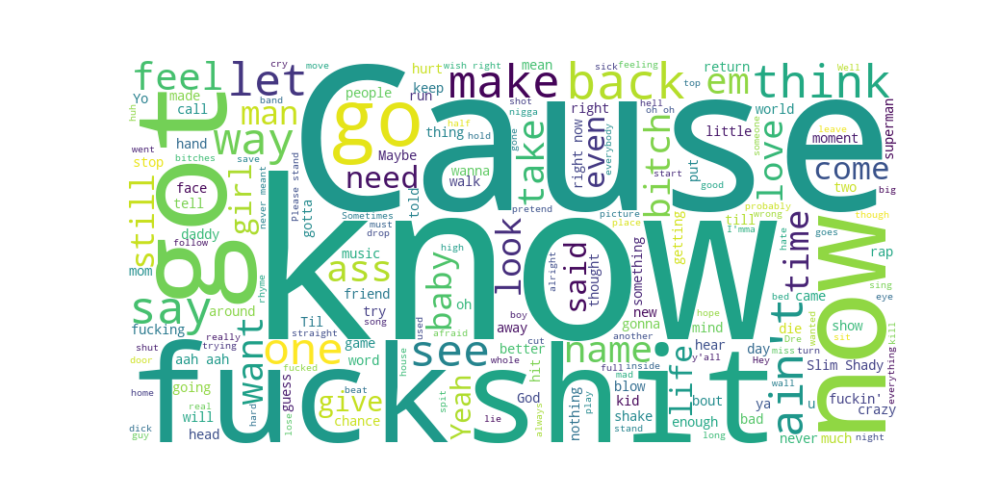 Cause
know
fuck
shit
now
got
go
feel
let
make
back
em
think
cry
move
hurt
mean
sick
feeling
wish right
return
Well
top
Yo
made
call
man
band
people
keep
run
shot
nigga
hell
oh oh
huh
way
hand
half
thing
hold
right
world
little
leave
moment
superman
went
stop
bitches
save
Maybe
wanna
gone
everybody
right now
even
bitch
put
someone
love
come
still
face
tell
girl
never meant
Please stand
need
walk
take
start
good
two
big
daddy
follow
gotta
Sometimes
told
must
drop
pretend
picture
place
getting
till
I'mma
probably
wrong
though
mom
music
high
look
said
thought
something
hate
time
goes
rap
say
around
rhyme
ass
friend
baby
oh
alright
new
mind
hope
bed
came
sing
eye
fucking
Til
try
song
used
afraid
boy
away
gonna
another
wanted
die
Dre
show
sit
kill
shut
really
trying
want
straight
one
game
word
house
see
better
cut
whole
name
full
inside
life
hear
y'all
day
Hey
miss
turn
ain't
Slim Shady
everything
door
aah aah
guess
fucked
hit
mad
bout
wall
home
going
real
hard
give
beat
spit
Yeah
God
play
blow
kid
ya
u
fuckin'
crazy
dick
guy
will
head
lose
chance
lie
always
nothing
shake
stand
enough
long
bad
never
much
night